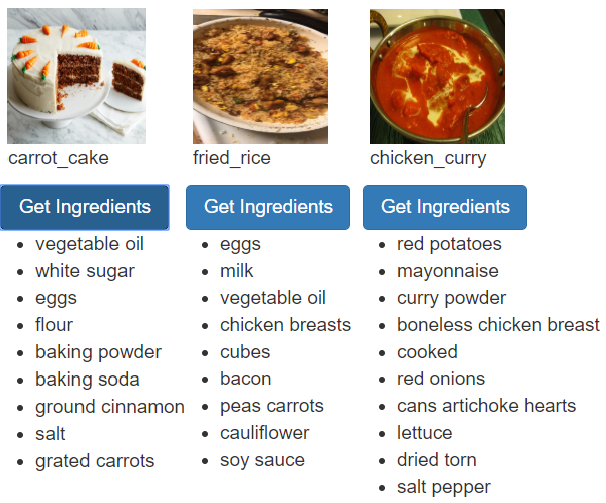 carrot_cake
fried_rice
chicken_curry
Get Ingredients
Get Ingredients
Get Ingredients
vegetable oil
white sugar
eggs
flour
baking powder
baking soda
ground cinnamon
salt
grated carrots
eggs
milk
vegetable oil
chicken breasts
cubes
bacon
peas carrots
cauliflower
soy sauce
red potatoes
mayonnaise
curry powder
boneless chicken breast
cooked
red onions
cans artichoke hearts
lettuce
dried torn
salt pepper